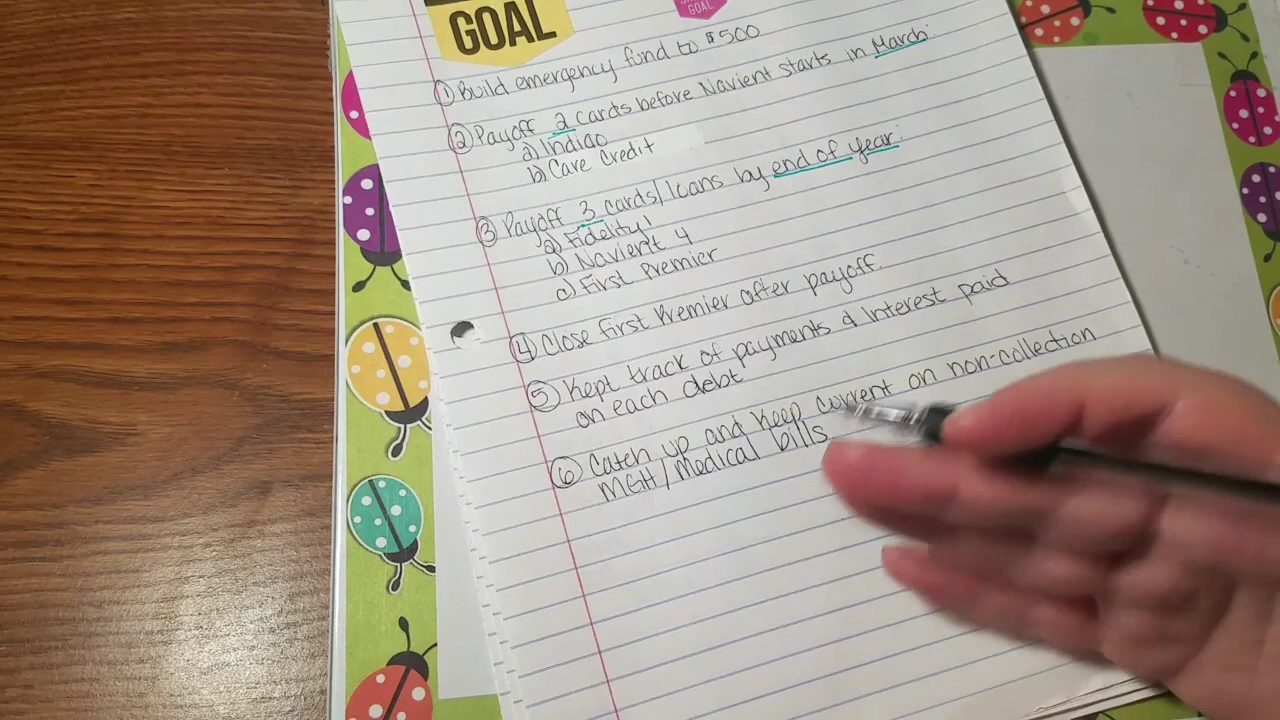 GOAL
GOAL
① Build emergency fund to $500
② Payoff 2 cards before Navient starts in March:
a) Indigo
b) Care Credit
③ Payoff 3 cards/loans by end of year:
a) Fidelity 1
b) Navient 4
c) First Premier
④ Close First Premier after payoff.
⑤ Kept track of payments & interest paid
on each debt
⑥ Catch up and keep current on non-collection
MGH/Medical bills